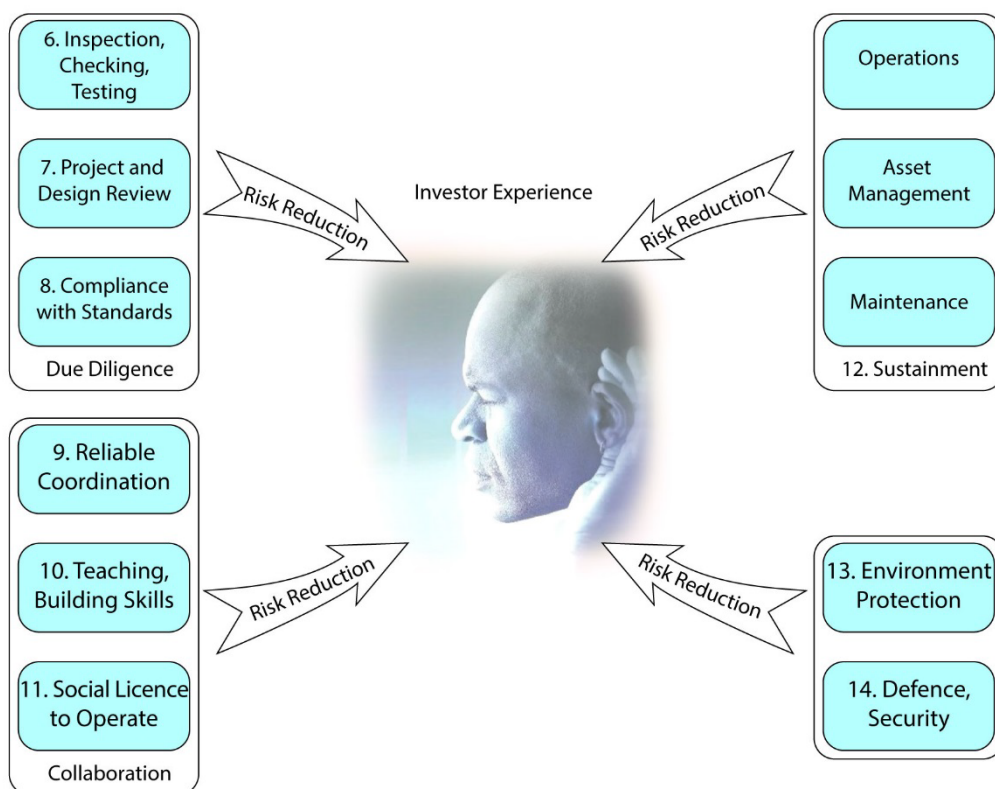 6. Inspection,
Checking,
Testing
7. Project and
Design Review
8. Compliance
with Standards
Due Diligence
Risk Reduction
9. Reliable
Coordination
10. Teaching,
Building Skills
11. Social Licence
to Operate
Collaboration
Risk Reduction
Investor Experience
Operations
Asset
Management
Maintenance
12. Sustainment
Risk Reduction
13. Environment
Protection
14. Defence,
Security
Risk Reduction